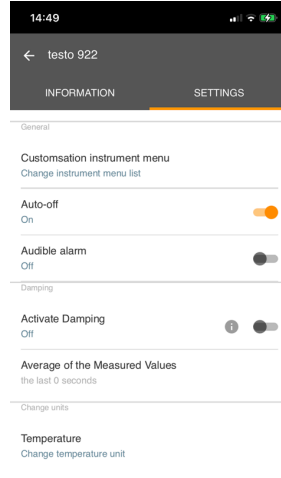 14:49
testo 922
INFORMATION SETTINGS
General
Customsation instrument menu
Change instrument menu list
Auto-off
On
Audible alarm
Off
Damping
Activate Damping
Off
Average of the Measured Values
the last 0 seconds
Change units
Temperature
Change temperature unit